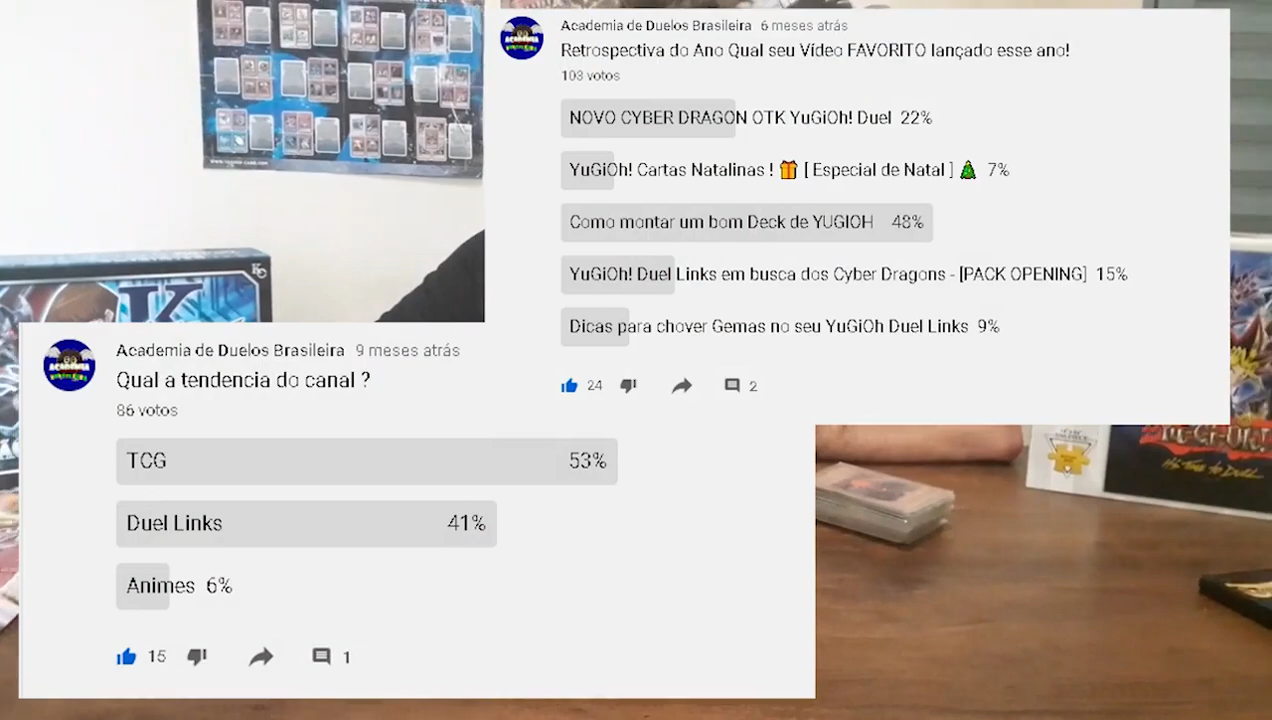 Academia de Duelos Brasileira 6 meses atrás
Retrospectiva do Ano Qual seu Vídeo FAVORITO lançado esse ano!
103 votos
NOVO CYBER DRAGON OTK YuGiOh! Duel 22%
YuGiOh! Cartas Natalinas ! 🎁 [ Especial de Natal ] 🎄 7%
Como montar um bom Deck de YUGIOH 48%
YuGiOh! Duel Links em busca dos Cyber Dragons - [PACK OPENING] 15%
Dicas para chover Gemas no seu YuGiOh Duel Links 9%
24
2
Academia de Duelos Brasileira 9 meses atrás
Qual a tendencia do canal ?
86 votos
TCG 53%
Duel Links 41%
Animes 6%
15
1
ACADEMIA
ACADEMIA
KC
K